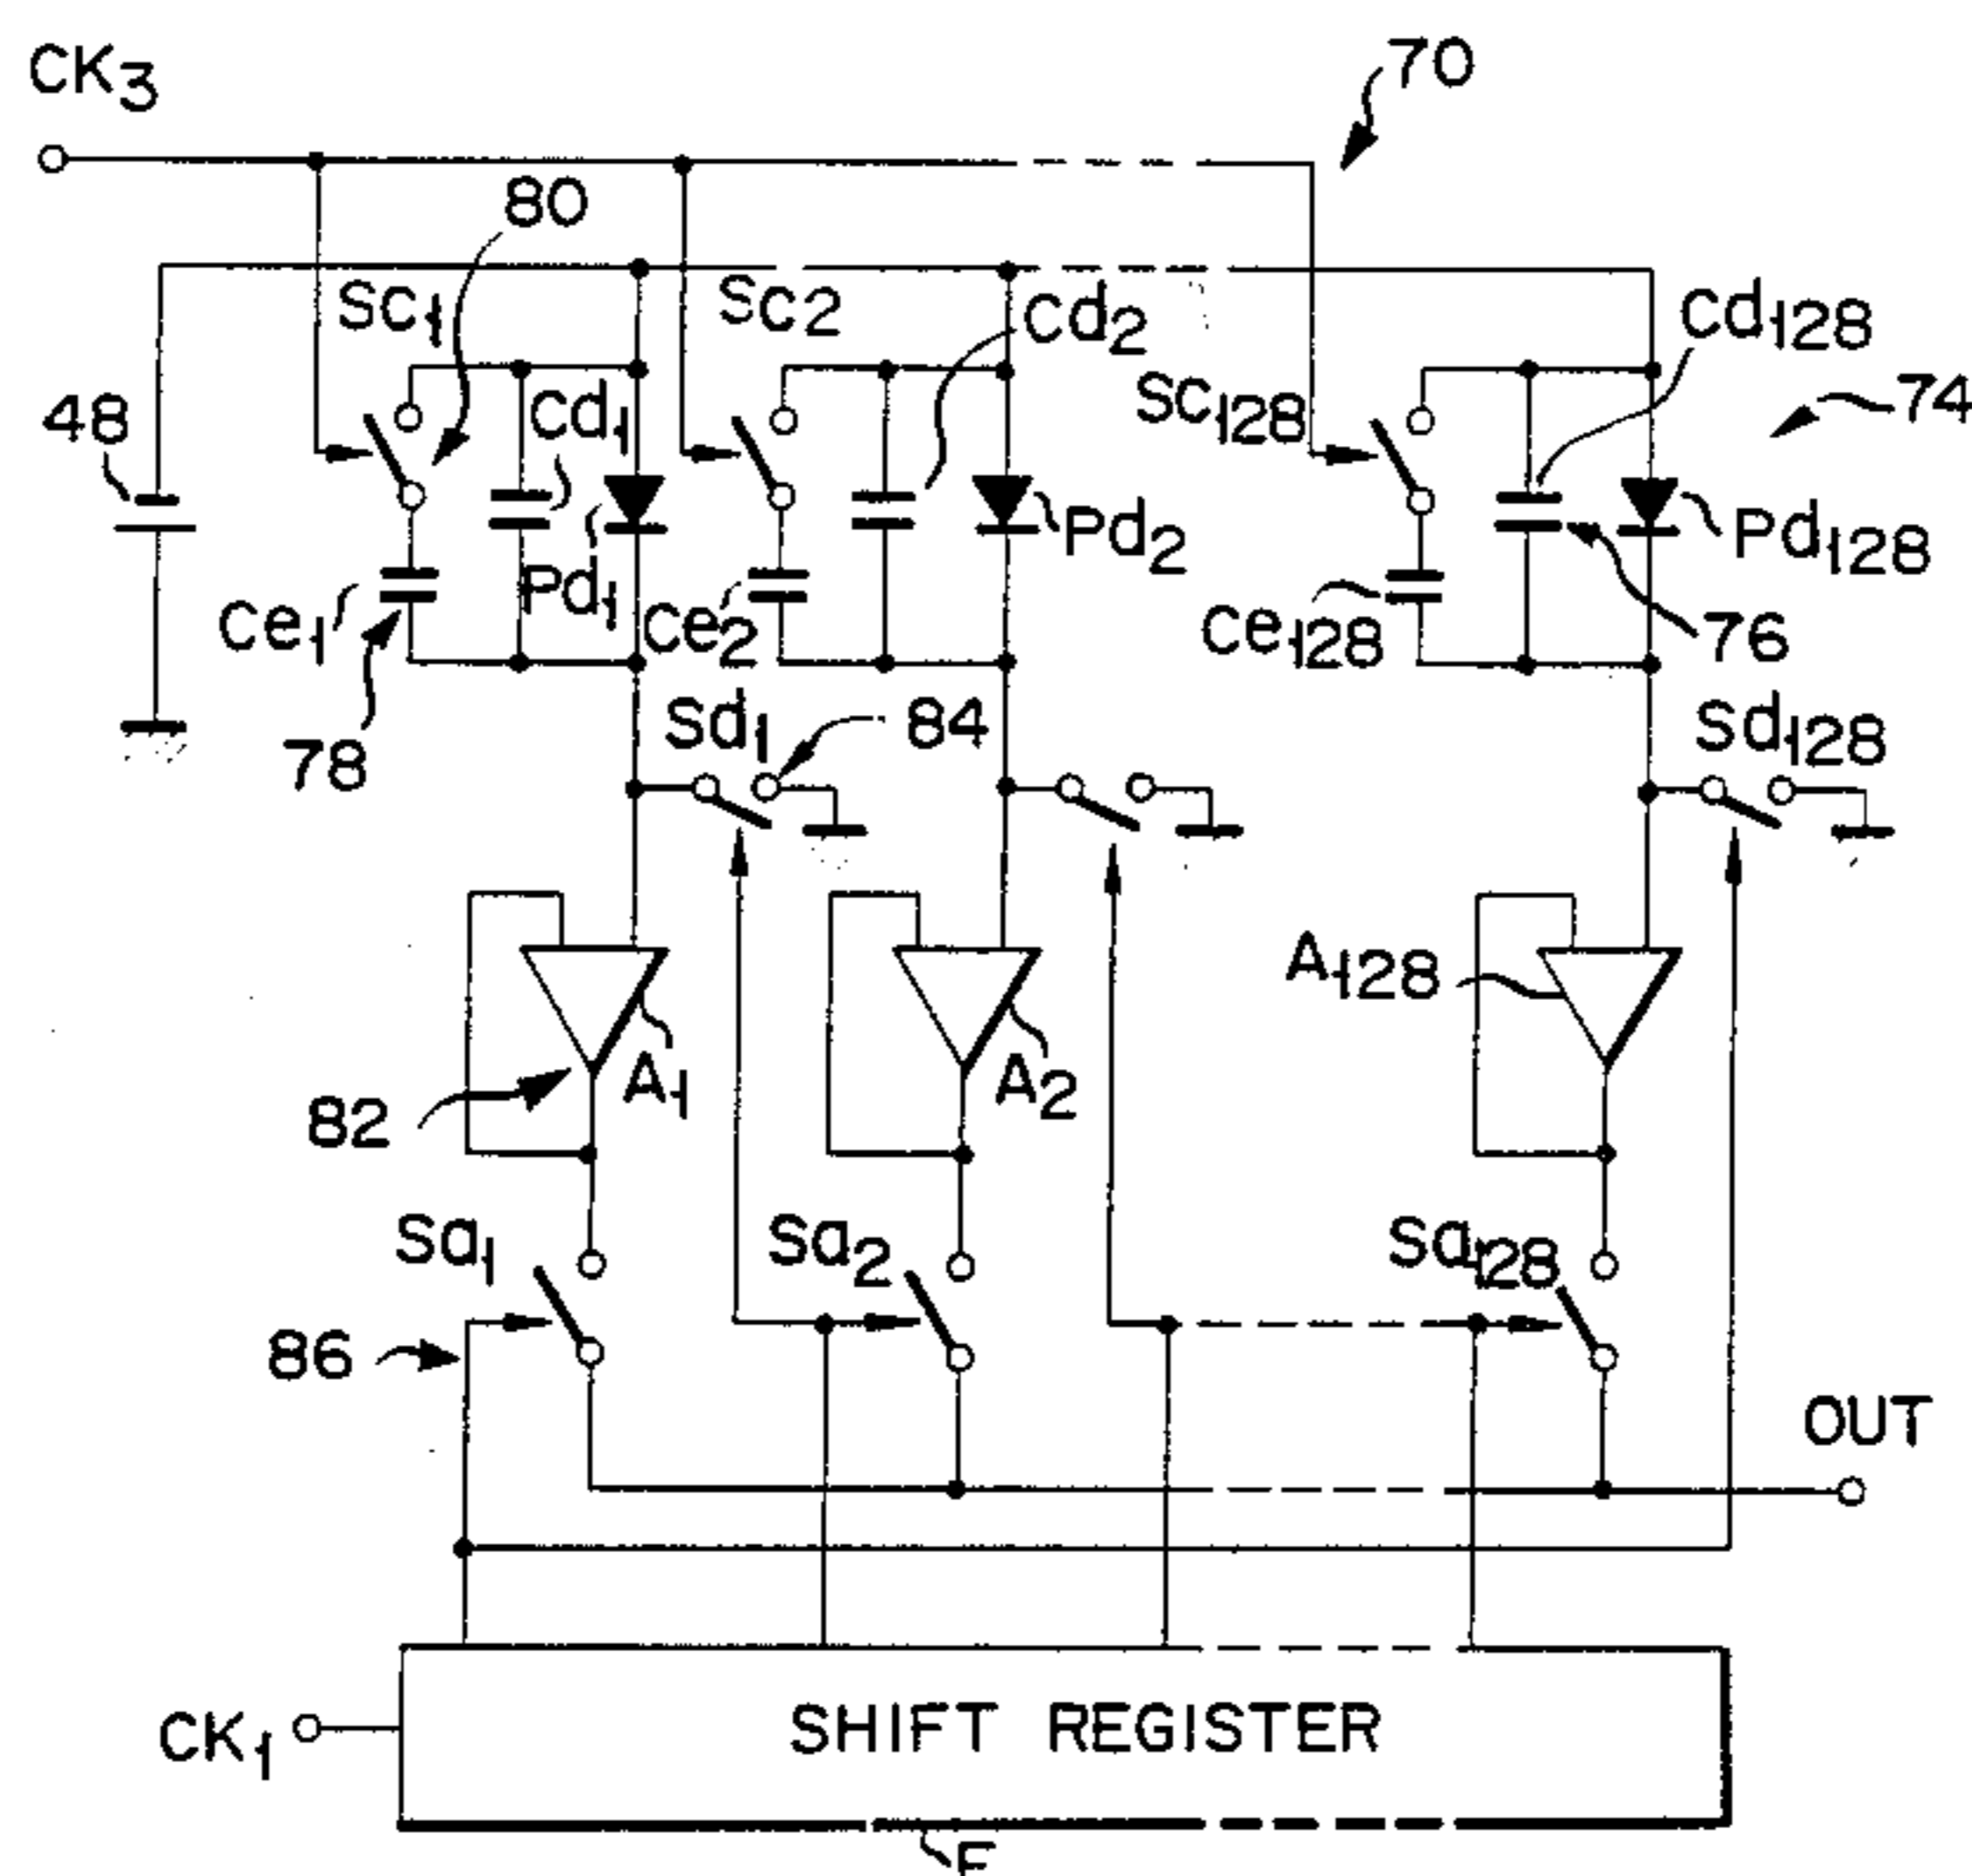 CK3
70
80
Sc1
Sc2
Cd2
Cd128
48
Cd1
Sc128
74
Pd2
Pd128
Ce1
Pd1
Ce2
Ce128
76
78
Sd1
84
Sd128
A128
82
A1
A2
Sa1
Sa2
Sa128
86
OUT
CK1
SHIFT REGISTER